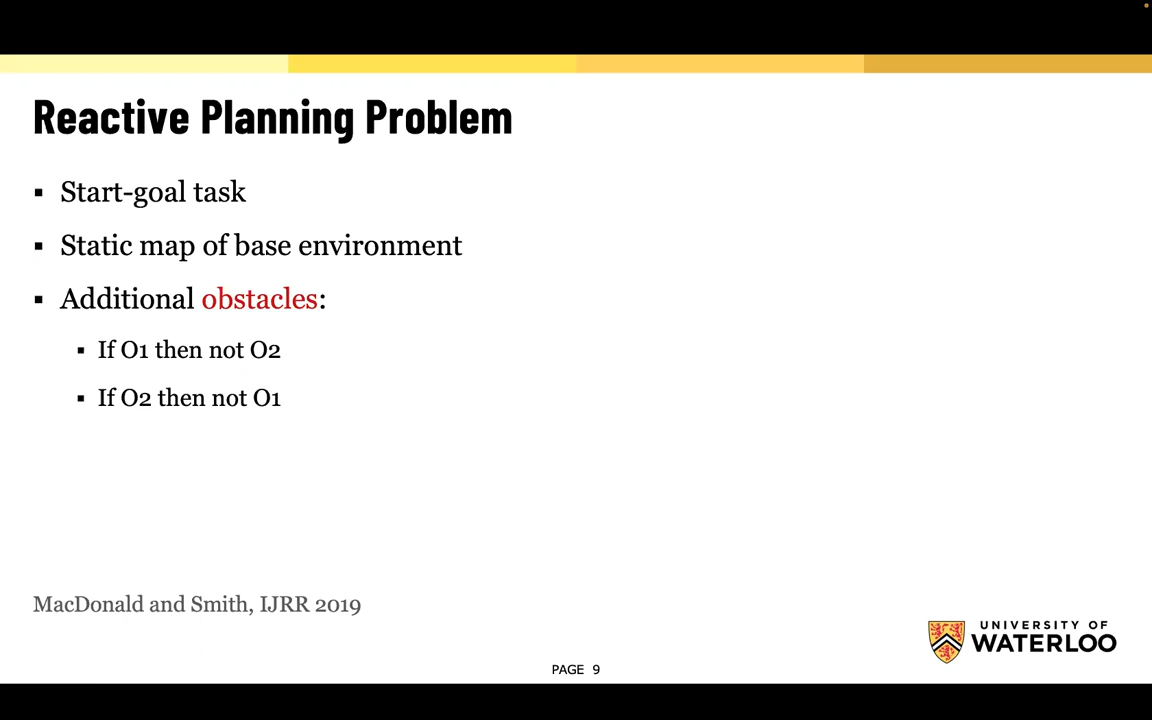 Reactive Planning Problem
▪ Start-goal task
▪ Static map of base environment
▪ Additional obstacles:
▪ If O1 then not O2
▪ If O2 then not O1
MacDonald and Smith, IJRR 2019
UNIVERSITY OF
WATERLOO
PAGE 9